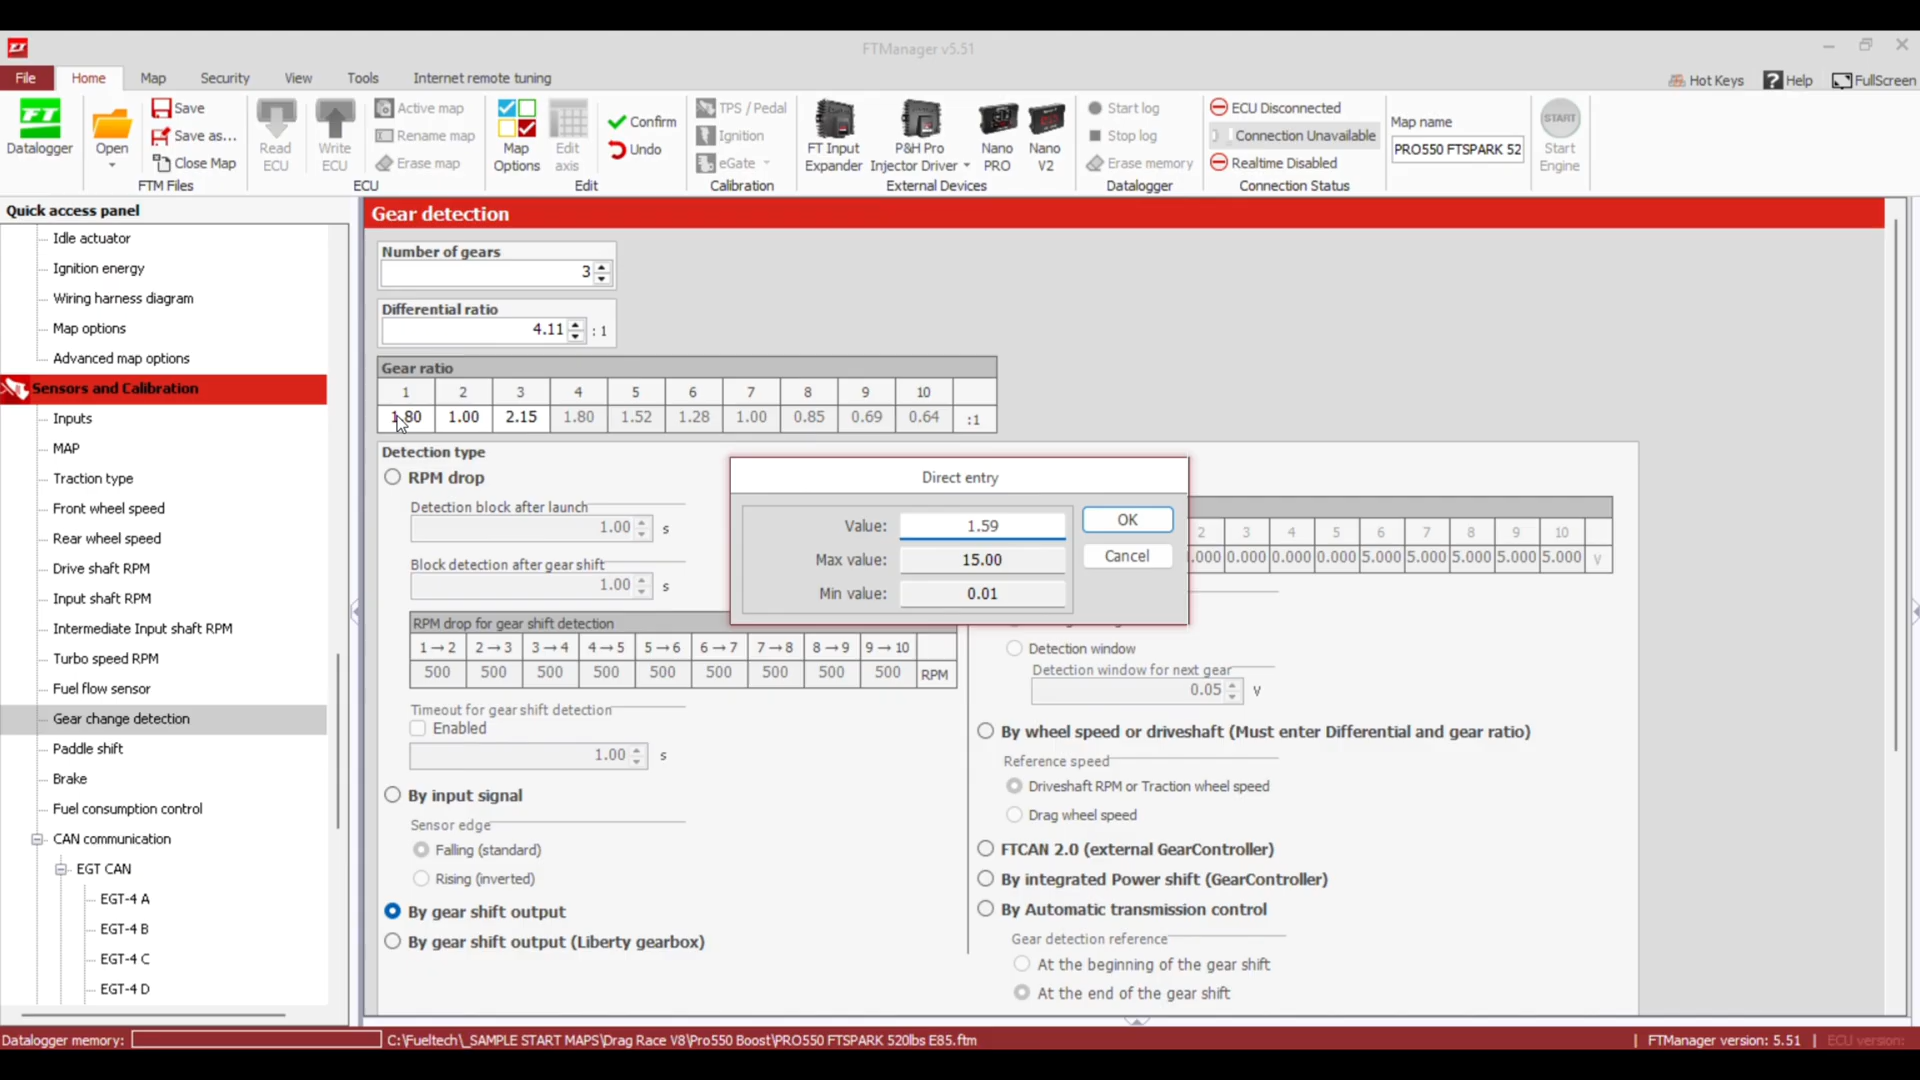 FTManager v5.51
File Home Map Security View Tools Internet remote tuning
Hot Keys Help FullScreen
Datalogger
Open
Save
Save as...
Close Map
FTM Files
Read ECU
Write ECU
Active map
Rename map
Erase map
ECU
Map Options
Edit axis
Confirm
Undo
Edit
TPS / Pedal
Ignition
eGate
Calibration
FT Input Expander
P&H Pro Injector Driver
Nano PRO
Nano V2
External Devices
Start log
Stop log
Erase memory
Datalogger
ECU Disconnected
Connection Unavailable
Realtime Disabled
Connection Status
Map name
PRO550 FTSPARK 52
START
Start Engine
Quick access panel
Idle actuator
Ignition energy
Wiring harness diagram
Map options
Advanced map options
Sensors and Calibration
Inputs
MAP
Traction type
Front wheel speed
Rear wheel speed
Drive shaft RPM
Input shaft RPM
Intermediate Input shaft RPM
Turbo speed RPM
Fuel flow sensor
Gear change detection
Paddle shift
Brake
Fuel consumption control
CAN communication
EGT CAN
EGT-4 A
EGT-4 B
EGT-4 C
EGT-4 D
Gear detection
Number of gears
3
Differential ratio
4.11 : 1
Gear ratio
1 2 3 4 5 6 7 8 9 10
1.80 1.00 2.15 1.80 1.52 1.28 1.00 0.85 0.69 0.64 :1
Detection type
RPM drop
Detection block after launch
1.00 s
Block detection after gear shift
1.00 s
RPM drop for gear shift detection
1→2 2→3 3→4 4→5 5→6 6→7 7→8 8→9 9→10
500 500 500 500 500 500 500 500 500 RPM
Timeout for gear shift detection
Enabled
1.00 s
By input signal
Sensor edge
Falling (standard)
Rising (inverted)
By gear shift output
By gear shift output (Liberty gearbox)
Direct entry
Value: 1.59 OK
Max value: 15.00 Cancel
Min value: 0.01
2 3 4 5 6 7 8 9 10
.000 0.000 0.000 0.000 5.000 5.000 5.000 5.000 5.000 V
Detection window
Detection window for next gear
0.05 V
By wheel speed or driveshaft (Must enter Differential and gear ratio)
Reference speed
Driveshaft RPM or Traction wheel speed
Drag wheel speed
FTCAN 2.0 (external GearController)
By integrated Power shift (GearController)
By Automatic transmission control
Gear detection reference
At the beginning of the gear shift
At the end of the gear shift
Datalogger memory: C:\Fueltech\_SAMPLE START MAPS\Drag Race V8\Pro550 Boost\PRO550 FTSPARK 520lbs E85.ftm | FTManager version: 5.51 | ECU version: